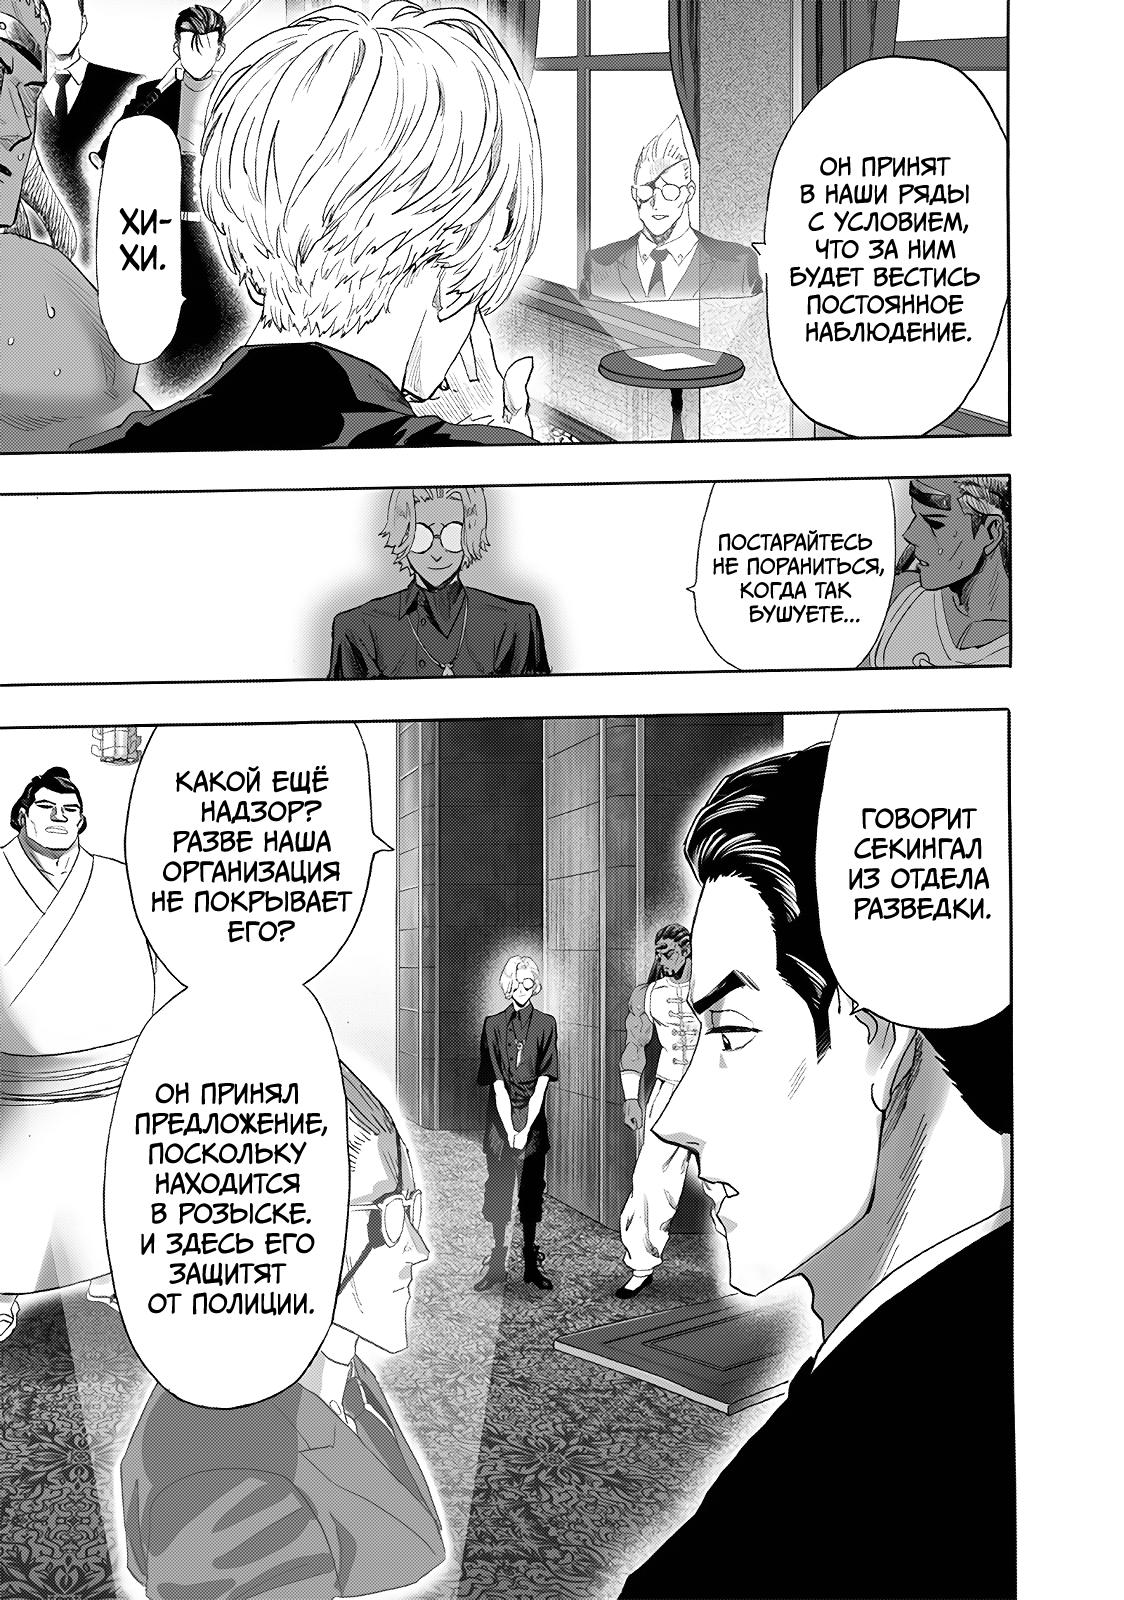 ОН ПРИНЯТ
В НАШИ РЯДЫ
С УСЛОВИЕМ,
ЧТО ЗА НИМ
БУДЕТ ВЕСТИСЬ
ПОСТОЯННОЕ
НАБЛЮДЕНИЕ.
ХИ-
ХИ.
ПОСТАРАЙТЕСЬ
НЕ ПОРАНИТЬСЯ,
КОГДА ТАК
БУШУЕТЕ...
ГОВОРИТ
СЕКИНГАЛ
ИЗ ОТДЕЛА
РАЗВЕДКИ.
КАКОЙ ЕЩЁ
НАДЗОР?
РАЗВЕ НАША
ОРГАНИЗАЦИЯ
НЕ ПОКРЫВАЕТ
ЕГО?
ОН ПРИНЯЛ
ПРЕДЛОЖЕНИЕ,
ПОСКОЛЬКУ
НАХОДИТСЯ
В РОЗЫСКЕ.
И ЗДЕСЬ ЕГО
ЗАЩИТЯТ
ОТ ПОЛИЦИИ.